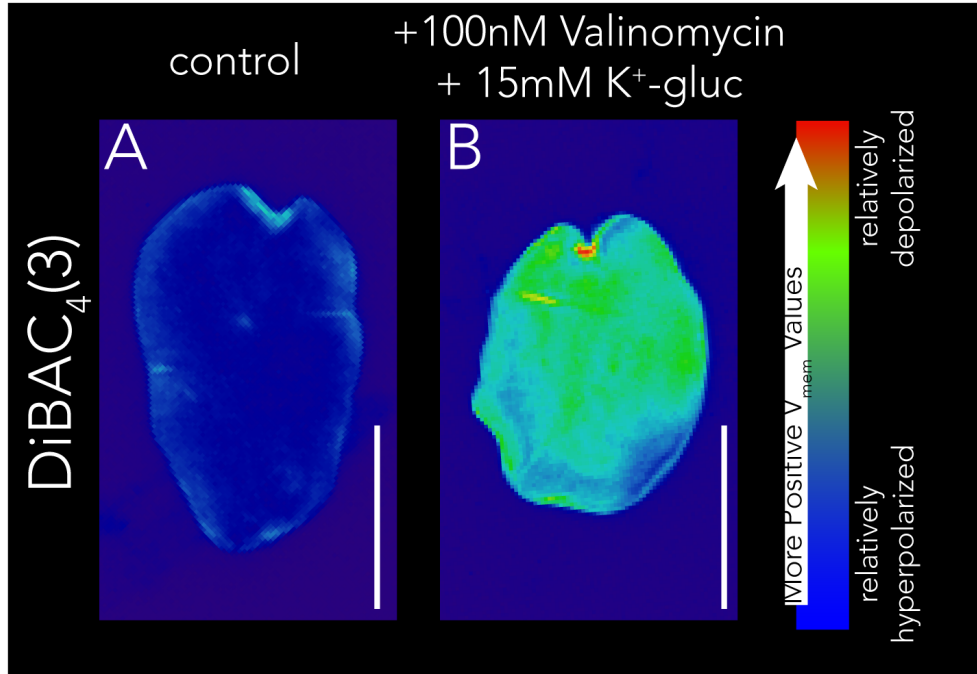 control
+100nM Valinomycin
+ 15mM K⁺-gluc
A
B
DiBAC₄(3)
More Positive Vₘₑₘ Values
relatively
depolarized
relatively
hyperpolarized